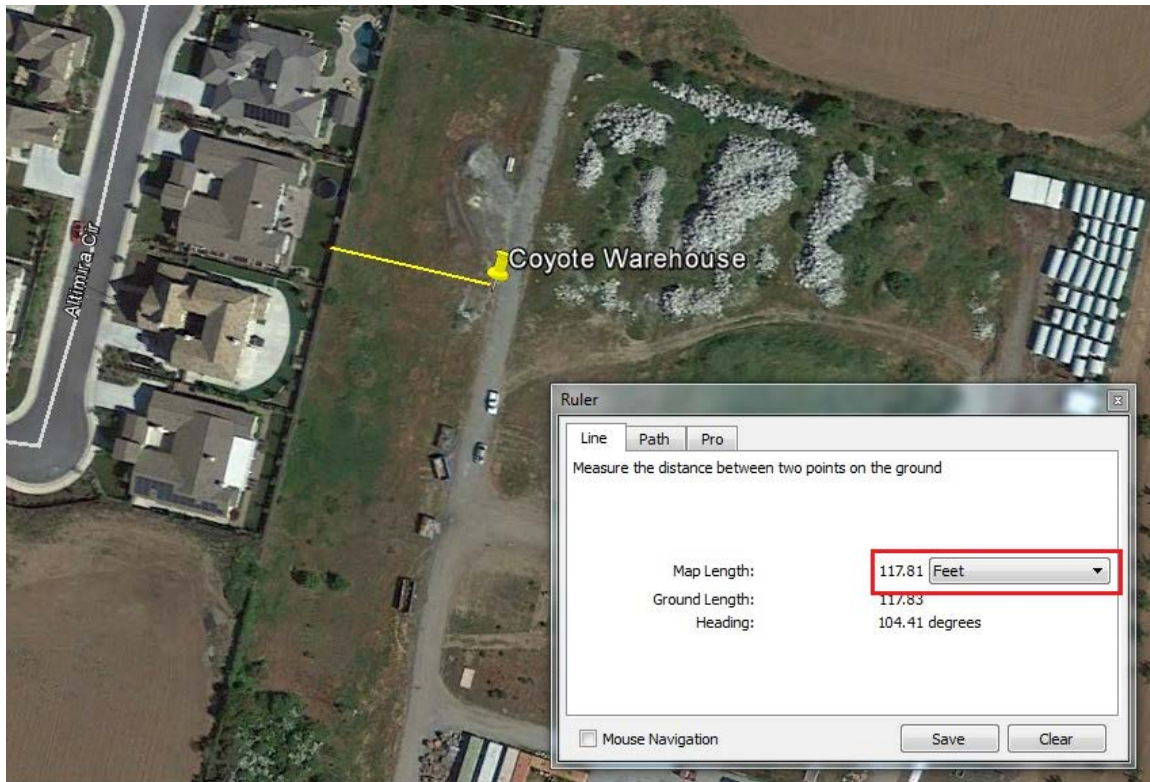 Coyote Warehouse
Altimira Cir
Ruler
Line Path Pro
Measure the distance between two points on the ground
Map Length: 117.81 Feet
Ground Length: 117.83
Heading: 104.41 degrees
Mouse Navigation Save Clear